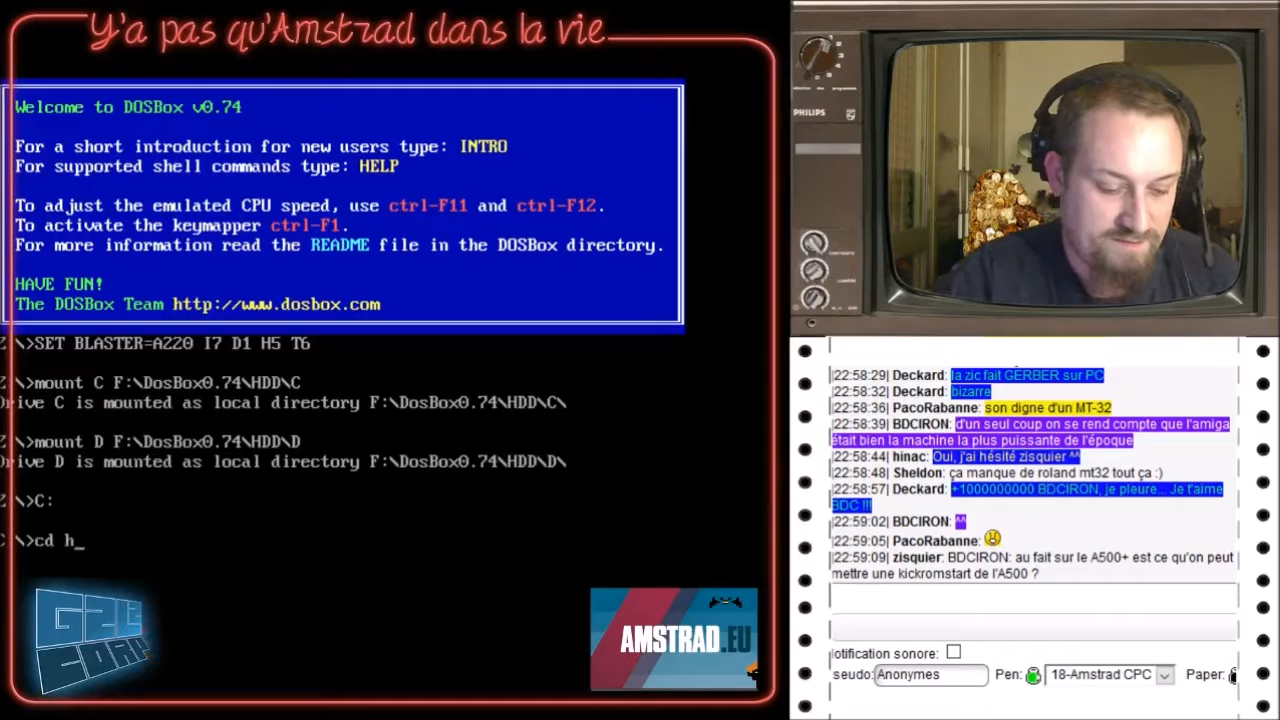 Y'a pas qu'Amstrad dans la vie
Welcome to DOSBox v0.74
For a short introduction for new users type: INTRO
For supported shell commands type: HELP
To adjust the emulated CPU speed, use ctrl-F11 and ctrl-F12.
To activate the keymapper ctrl-F1.
For more information read the README file in the DOSBox directory.
HAVE FUN!
The DOSBox Team http://www.dosbox.com
Z \>SET BLASTER=A220 I7 D1 H5 T6
Z \>mount C F:\DosBox0.74\HDD\C
Drive C is mounted as local directory F:\DosBox0.74\HDD\C\
Z \>mount D F:\DosBox0.74\HDD\D
Drive D is mounted as local directory F:\DosBox0.74\HDD\D\
Z \>C:
C \>cd h_
G2L2
CORP
AMSTRAD.EU
PHILIPS
|22:58:29| Deckard: la zic fait GERBER sur PC
|22:58:32| Deckard: bizarre
|22:58:36| PacoRabanne: son digne d'un MT-32
|22:58:39| BDCIRON: d'un seul coup on se rend compte que l'amiga
était bien la machine la plus puissante de l'époque
|22:58:44| hinac: Oui, j'ai hésité zisquier ^^
|22:58:48| Sheldon: ça manque de roland mt32 tout ça :)
|22:58:57| Deckard: +1000000000 BDCIRON, je pleure... Je t'aime
BDC !!!
|22:59:02| BDCIRON: ^^
|22:59:05| PacoRabanne:
|22:59:09| zisquier: BDCIRON: au fait sur le A500+ est ce qu'on peut
mettre une kickromstart de l'A500 ?
otification sonore:
seudo: Anonymes Pen: 18-Amstrad CPC Paper: